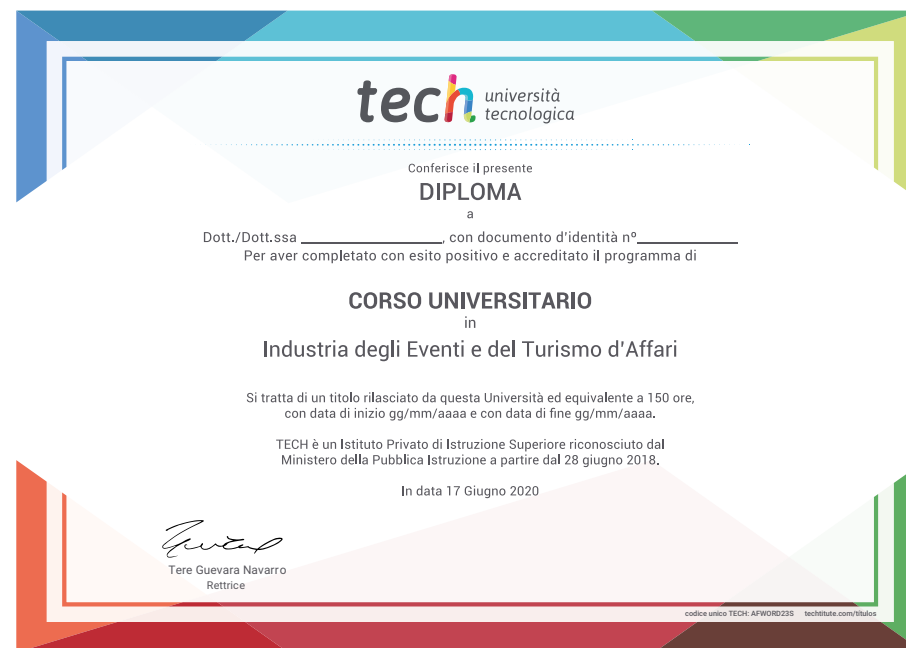 tech università
tecnologica
Conferisce il presente
DIPLOMA
a
Dott./Dott.ssa ________________, con documento d'identità nº____________
Per aver completato con esito positivo e accreditato il programma di
CORSO UNIVERSITARIO
in
Industria degli Eventi e del Turismo d'Affari
Si tratta di un titolo rilasciato da questa Università ed equivalente a 150 ore,
con data di inizio gg/mm/aaaa e con data di fine gg/mm/aaaa.
TECH è un Istituto Privato di Istruzione Superiore riconosciuto dal
Ministero della Pubblica Istruzione a partire dal 28 giugno 2018.
In data 17 Giugno 2020
Tere Guevara Navarro
Rettrice
codice unico TECH: AFWORD23S techtitute.com/titulos